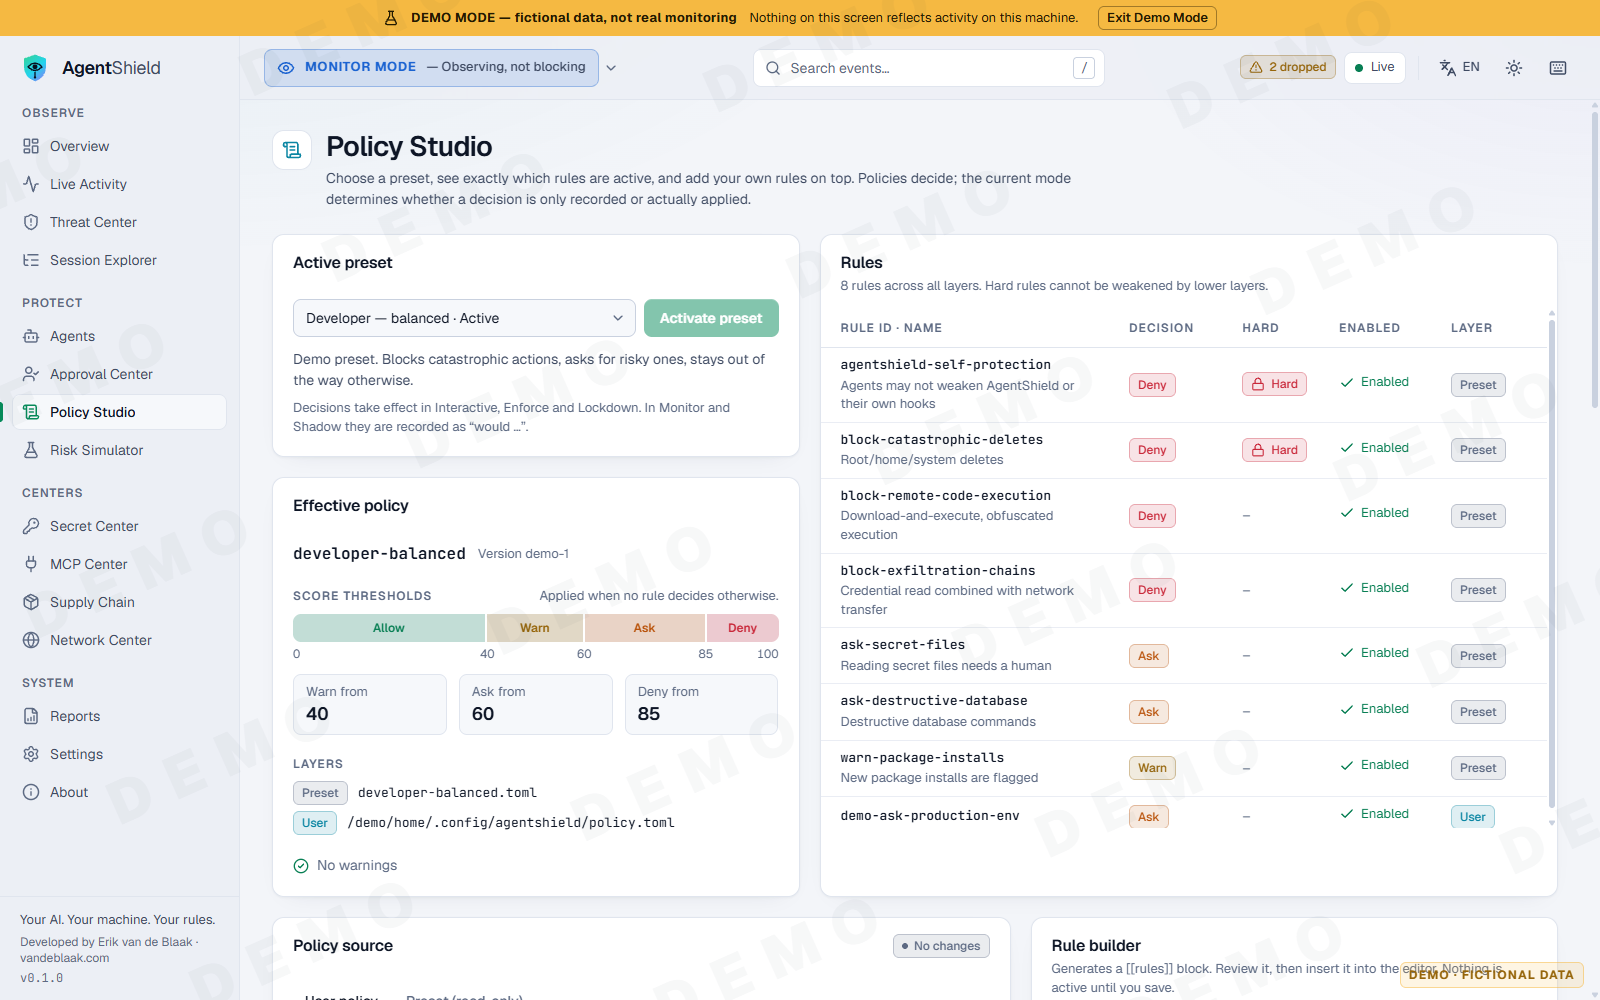 DEMO MODE — fictional data, not real monitoring Nothing on this screen reflects activity on this machine. Exit Demo Mode
AgentShield
MONITOR MODE — Observing, not blocking
Search events... /
2 dropped
Live
EN
OBSERVE
Overview
Live Activity
Threat Center
Session Explorer
PROTECT
Agents
Approval Center
Policy Studio
Risk Simulator
CENTERS
Secret Center
MCP Center
Supply Chain
Network Center
SYSTEM
Reports
Settings
About
Your AI. Your machine. Your rules.
Developed by Erik van de Blaak ·
vandeblaak.com
v0.1.0
Policy Studio
Choose a preset, see exactly which rules are active, and add your own rules on top. Policies decide; the current mode
determines whether a decision is only recorded or actually applied.
Active preset
Developer — balanced · Active
Activate preset
Demo preset. Blocks catastrophic actions, asks for risky ones, stays out of
the way otherwise.
Decisions take effect in Interactive, Enforce and Lockdown. In Monitor and
Shadow they are recorded as “would …”.
Effective policy
developer-balanced Version demo-1
SCORE THRESHOLDS Applied when no rule decides otherwise.
Allow Warn Ask Deny
0 40 60 85 100
Warn from
40
Ask from
60
Deny from
85
LAYERS
Preset developer-balanced.toml
User /demo/home/.config/agentshield/policy.toml
No warnings
Rules
8 rules across all layers. Hard rules cannot be weakened by lower layers.
RULE ID · NAME DECISION HARD ENABLED LAYER
agentshield-self-protection
Agents may not weaken AgentShield or
their own hooks
Deny Hard Enabled Preset
block-catastrophic-deletes
Root/home/system deletes
Deny Hard Enabled Preset
block-remote-code-execution
Download-and-execute, obfuscated
execution
Deny – Enabled Preset
block-exfiltration-chains
Credential read combined with network
transfer
Deny – Enabled Preset
ask-secret-files
Reading secret files needs a human
Ask – Enabled Preset
ask-destructive-database
Destructive database commands
Ask – Enabled Preset
warn-package-installs
New package installs are flagged
Warn – Enabled Preset
demo-ask-production-env
Ask – Enabled User
Policy source
No changes
User policy Preset (read-only)
Rule builder
Generates a [[rules]] block. Review it, then insert it into the editor. Nothing is
active until you save.
DEMO · FICTIONAL DATA